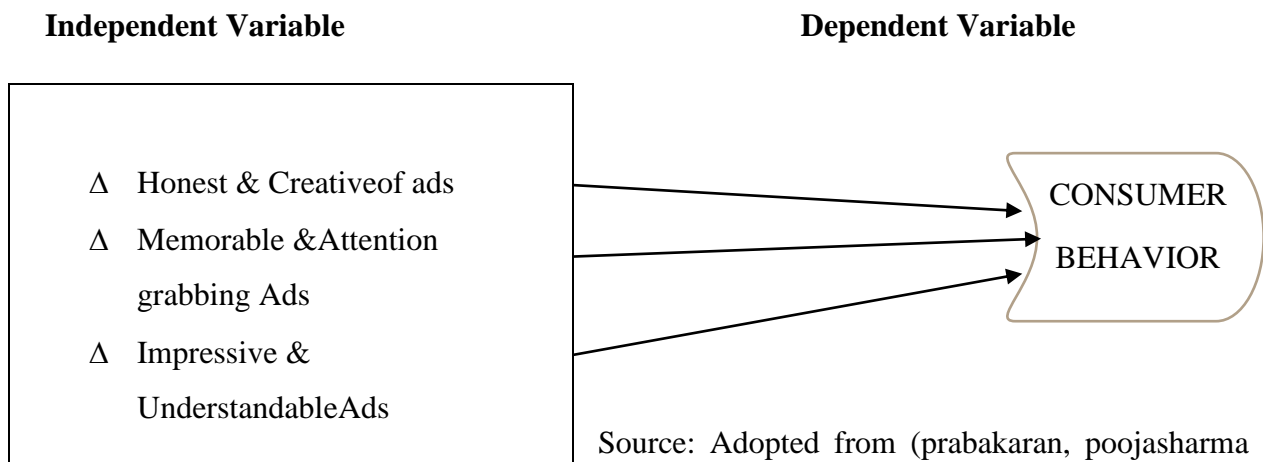 Independent Variable
Dependent Variable
Δ Honest & Creativeof ads
Δ Memorable &Attention
grabbing Ads
Δ Impressive &
UnderstandableAds
CONSUMER
BEHAVIOR
Source: Adopted from (prabakaran, poojasharma